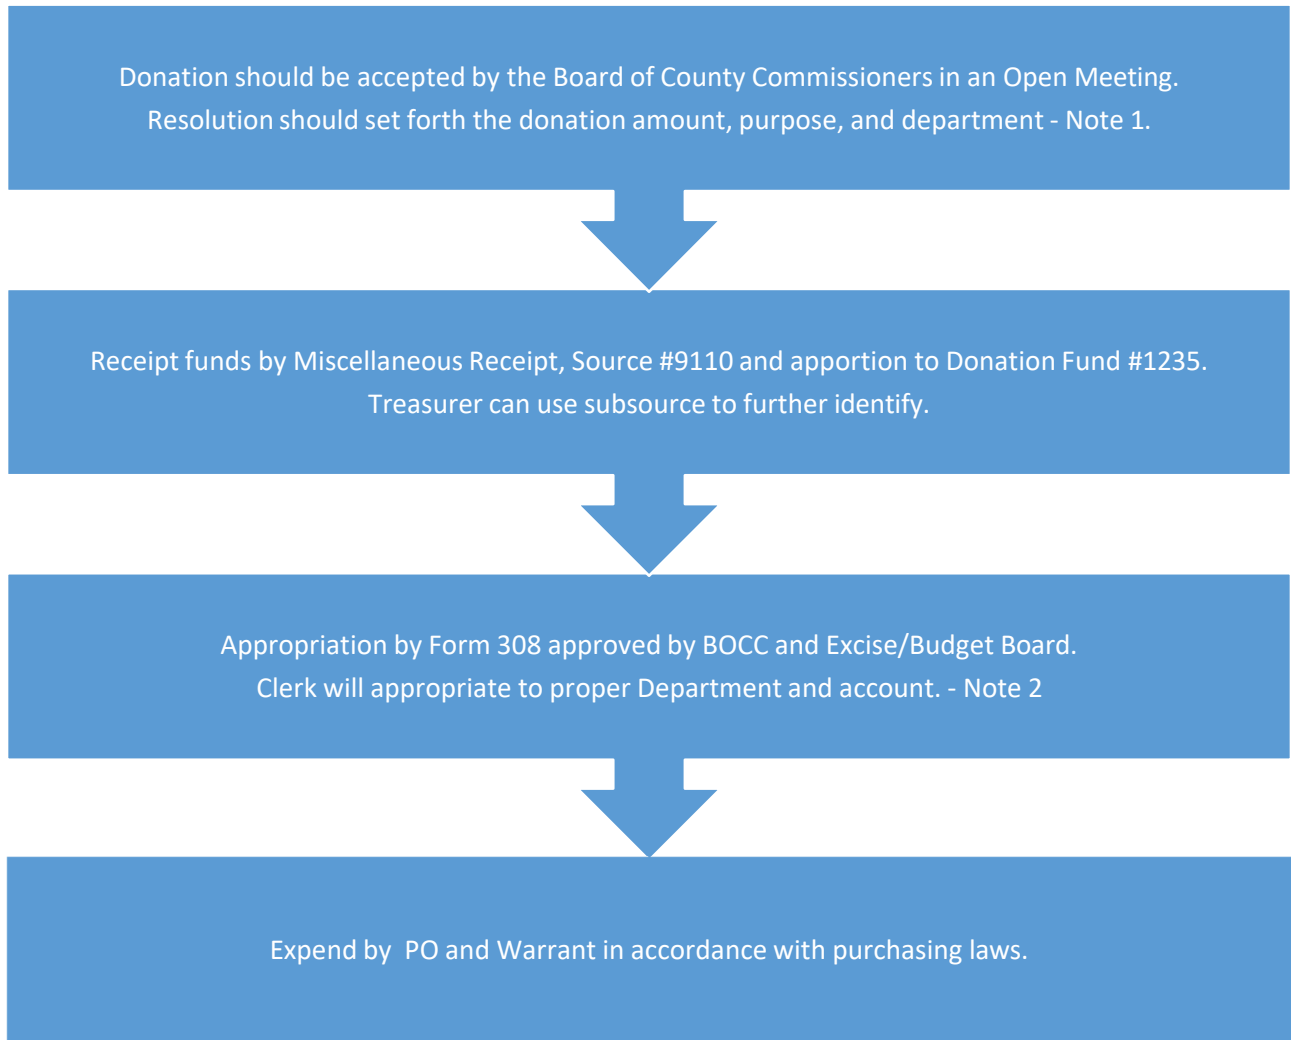 Donation should be accepted by the Board of County Commissioners in an Open Meeting.
Resolution should set forth the donation amount, purpose, and department - Note 1.
Receipt funds by Miscellaneous Receipt, Source #9110 and apportion to Donation Fund #1235.
Treasurer can use subsource to further identify.
Appropriation by Form 308 approved by BOCC and Excise/Budget Board.
Clerk will appropriate to proper Department and account. - Note 2
Expend by  PO and Warrant in accordance with purchasing laws.